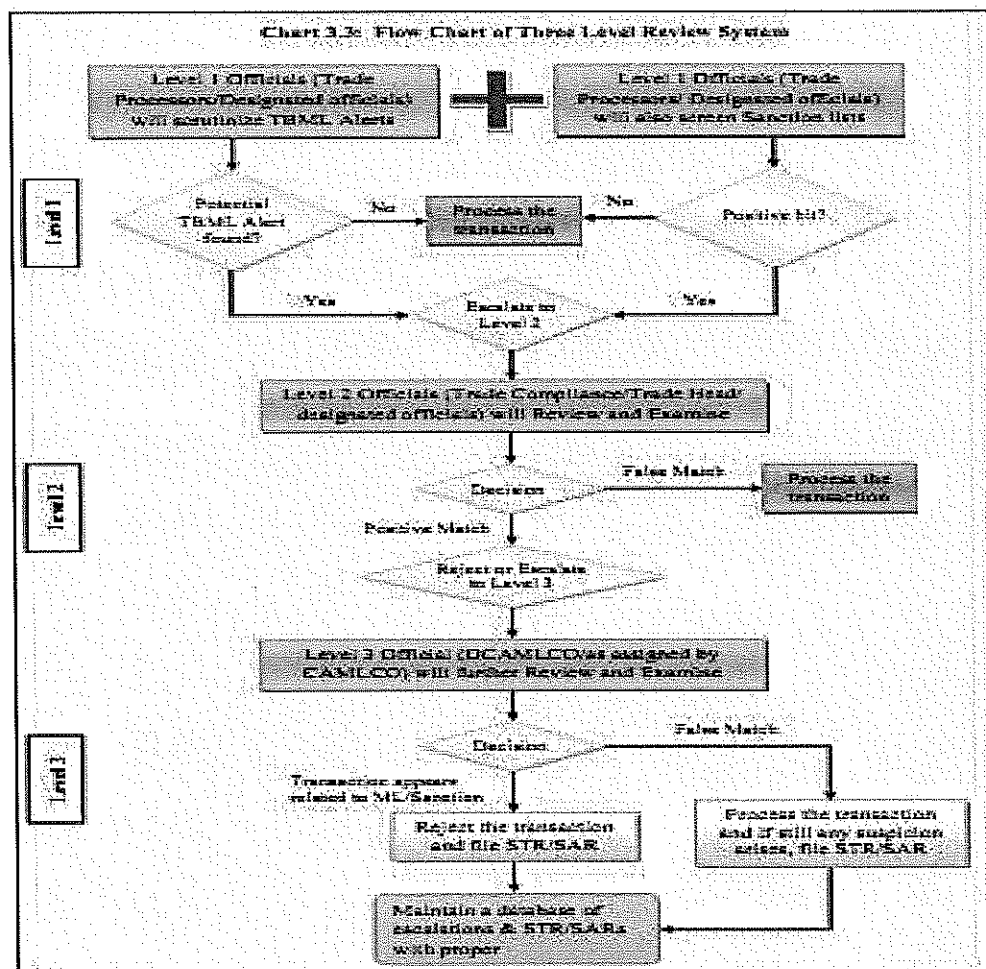 Chart 3.3: Flow Chart of Three Level Review System
Level 1 Officials (Trade
Processors/Designated officials)
will scrutinize TBML Alerts
Level 1 Officials (Trade
Processors/ Designated officials)
will also screen Sanction lists
Level 1
Potential
TBML Alert
found?
No
Process the
transaction
No
Positive hit?
Yes
Escalate to
Level 2
Yes
Level 2 Officials (Trade Compliance/Trade Head/
designated officials) will Review and Examine
Level 2
Decision
False Match
Process the
transaction
Positive Match
Reject or Escalate
to Level 3
Level 3 Official (DCAMLCO/as assigned by
CAMLCO) will further Review and Examine
Level 3
Decision
False Match
Transaction appears
related to ML/Sanction
Reject the transaction
and file STR/SAR
Process the transaction
and if still any suspicion
arises, file STR/SAR
Maintain a database of
escalations & STR/SARs
with proper